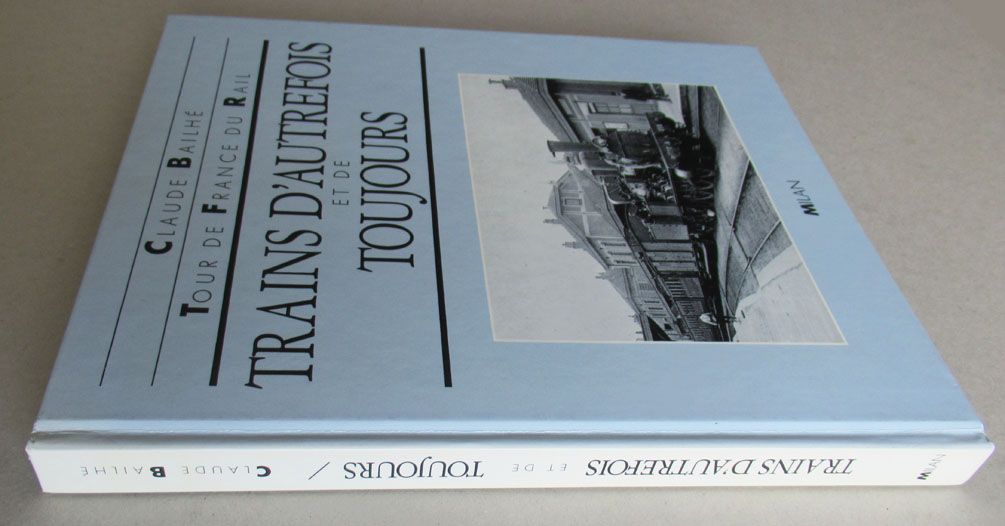 CLAUDE BAILHÉ
TOUR DE FRANCE DU RAIL
TRAINS D'AUTREFOIS
ET DE
TOUJOURS
MILAN
CLAUDE BAILHÉ / TOUJOURS ET DE TRAINS D'AUTREFOIS MILAN